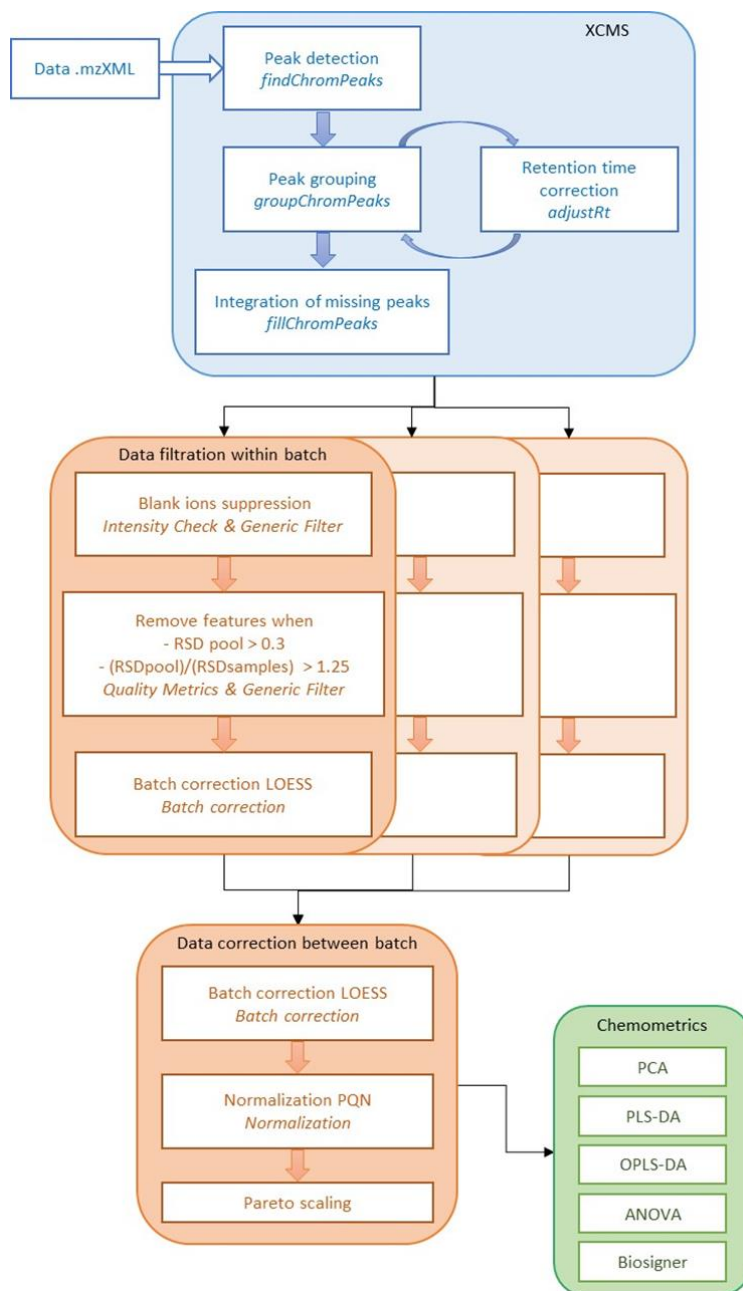 XCMS
Data .mzXML
Peak detection
findChromPeaks
Peak grouping
groupChromPeaks
Retention time
correction
adjustRt
Integration of missing peaks
fillChromPeaks
Data filtration within batch
Blank ions suppression
Intensity Check & Generic Filter
Remove features when
- RSD pool > 0.3
- (RSDpool)/(RSDsamples) > 1.25
Quality Metrics & Generic Filter
Batch correction LOESS
Batch correction
Data correction between batch
Batch correction LOESS
Batch correction
Normalization PQN
Normalization
Pareto scaling
Chemometrics
PCA
PLS-DA
OPLS-DA
ANOVA
Biosigner